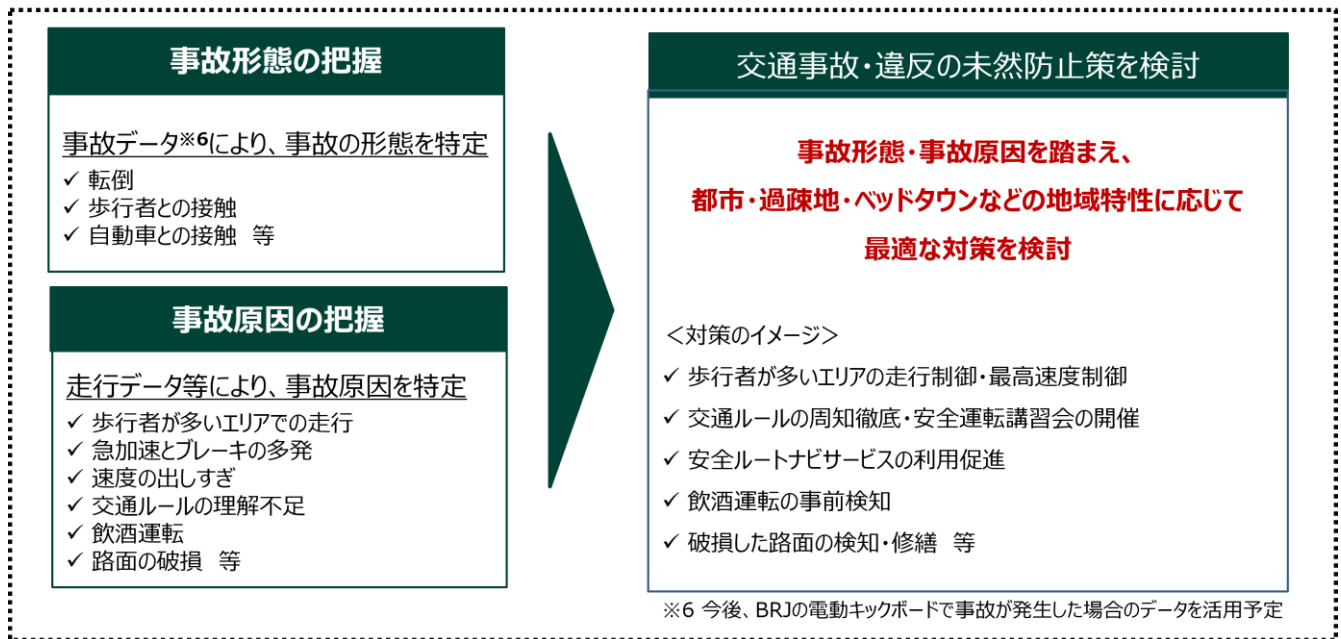 事故形態の把握
事故データ※6により、事故の形態を特定
✓ 転倒
✓ 歩行者との接触
✓ 自動車との接触 等
事故原因の把握
走行データ等により、事故原因を特定
✓ 歩行者が多いエリアでの走行
✓ 急加速とブレーキの多発
✓ 速度の出しすぎ
✓ 交通ルールの理解不足
✓ 飲酒運転
✓ 路面の破損 等
交通事故・違反の未然防止策を検討
事故形態・事故原因を踏まえ、
都市・過疎地・ベッドタウンなどの地域特性に応じて
最適な対策を検討
＜対策のイメージ＞
✓ 歩行者が多いエリアの走行制御・最高速度制御
✓ 交通ルールの周知徹底・安全運転講習会の開催
✓ 安全ルートナビサービスの利用促進
✓ 飲酒運転の事前検知
✓ 破損した路面の検知・修繕 等
※6 今後、BRJの電動キックボードで事故が発生した場合のデータを活用予定